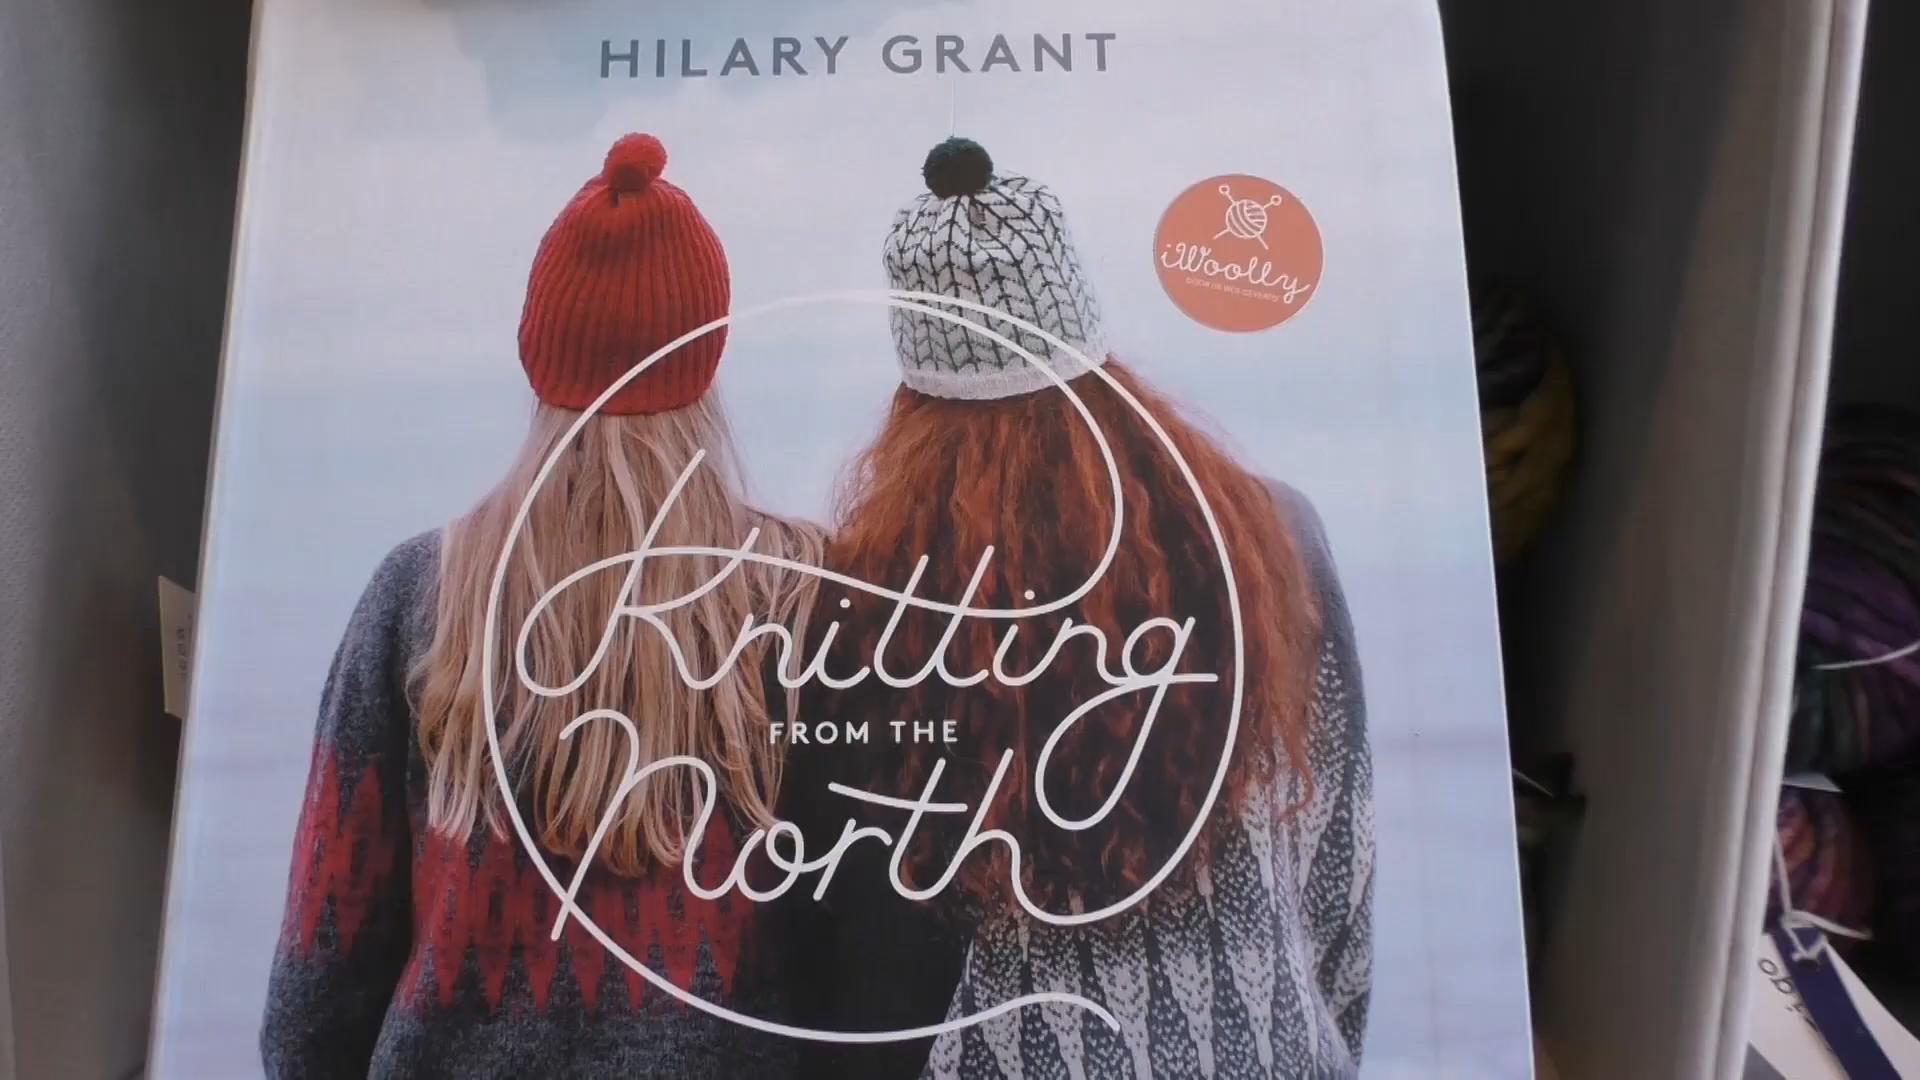 HILARY GRANT
iWoolly
Knitting
FROM THE
North